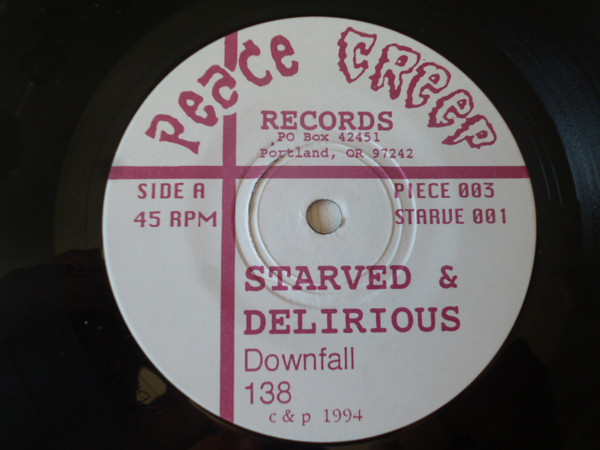 Peace Creep
RECORDS
PO Box 42451
Portland, OR 97242
SIDE A
PIECE 003
45 RPM
STARVE 001
STARVED &
DELIRIOUS
Downfall
138
c & p 1994